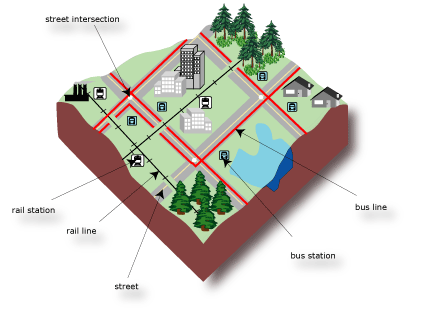 street intersection
rail station
bus line
rail line
bus station
street